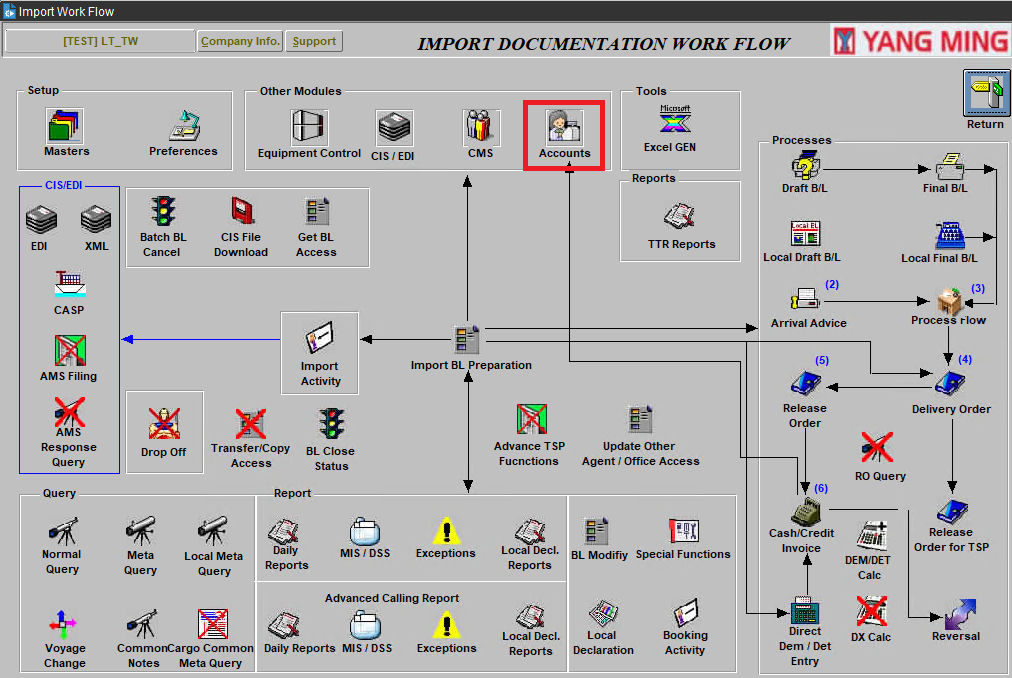 Import Work Flow
[TEST] LT_TW
Company Info.
Support
IMPORT DOCUMENTATION WORK FLOW
YANG MING
Setup
Masters
Preferences
Other Modules
Equipment Control
CIS / EDI
CMS
Accounts
Tools
Microsoft
Excel GEN
Return
Reports
TTR Reports
CIS/EDI
EDI
XML
CASP
AMS Filing
AMS
Response
Query
Batch BL
Cancel
CIS File
Download
Get BL
Access
Import
Activity
Import BL Preparation
Drop Off
Transfer/Copy
Access
BL Close
Status
Advance TSP
Fucnctions
Update Other
Agent / Office Access
Processes
Draft B/L
Final B/L
Local BL
Local Draft B/L
Local Final B/L
(2)
Arrival Advice
(3)
Process Flow
(4)
Delivery Order
(5)
Release
Order
RO Query
(6)
Cash/Credit
Invoice
DEM/DET
Calc
Release
Order for TSP
Direct
Dem / Det
Entry
DX Calc
Reversal
Query
Normal
Query
Meta
Query
Local Meta
Query
Voyage
Change
Common
Notes
Cargo Common
Meta Query
Report
Daily
Reports
MIS / DSS
Exceptions
Local Decl.
Reports
Advanced Calling Report
Daily Reports
MIS / DSS
Exceptions
Local Decl.
Reports
BL Modifiy
Special Functions
Local
Declaration
Booking
Activity